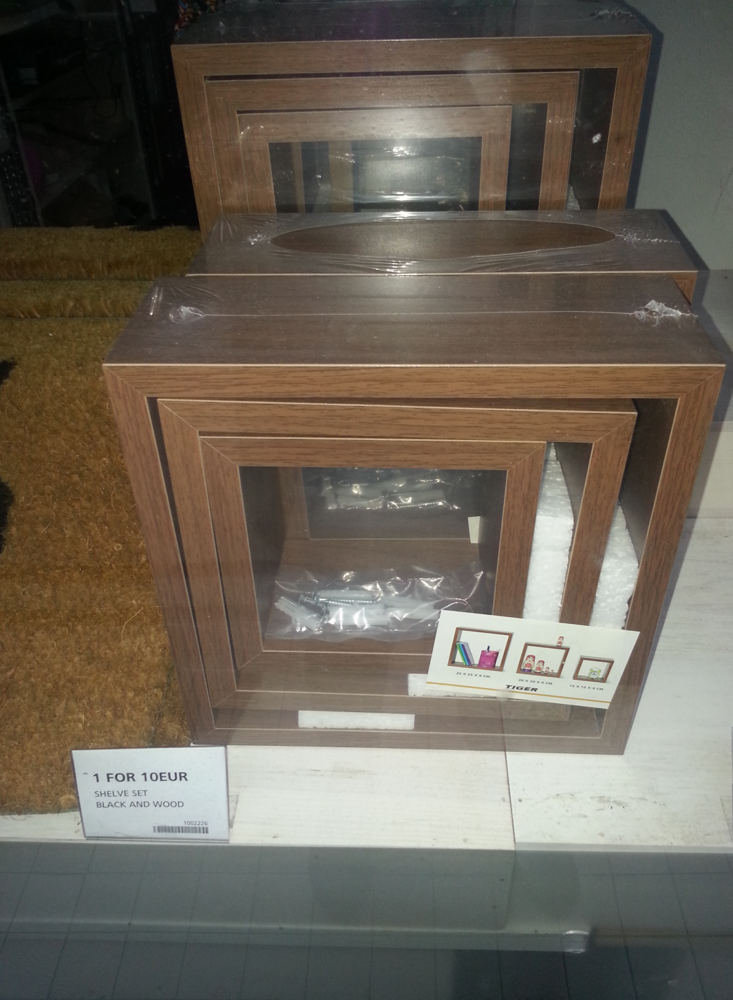 25 X 25 X 9 CM
20 X 20 X 9 CM
15 X 15 X 9 CM
TIGER
1 FOR 10EUR
SHELVE SET
BLACK AND WOOD
1002226